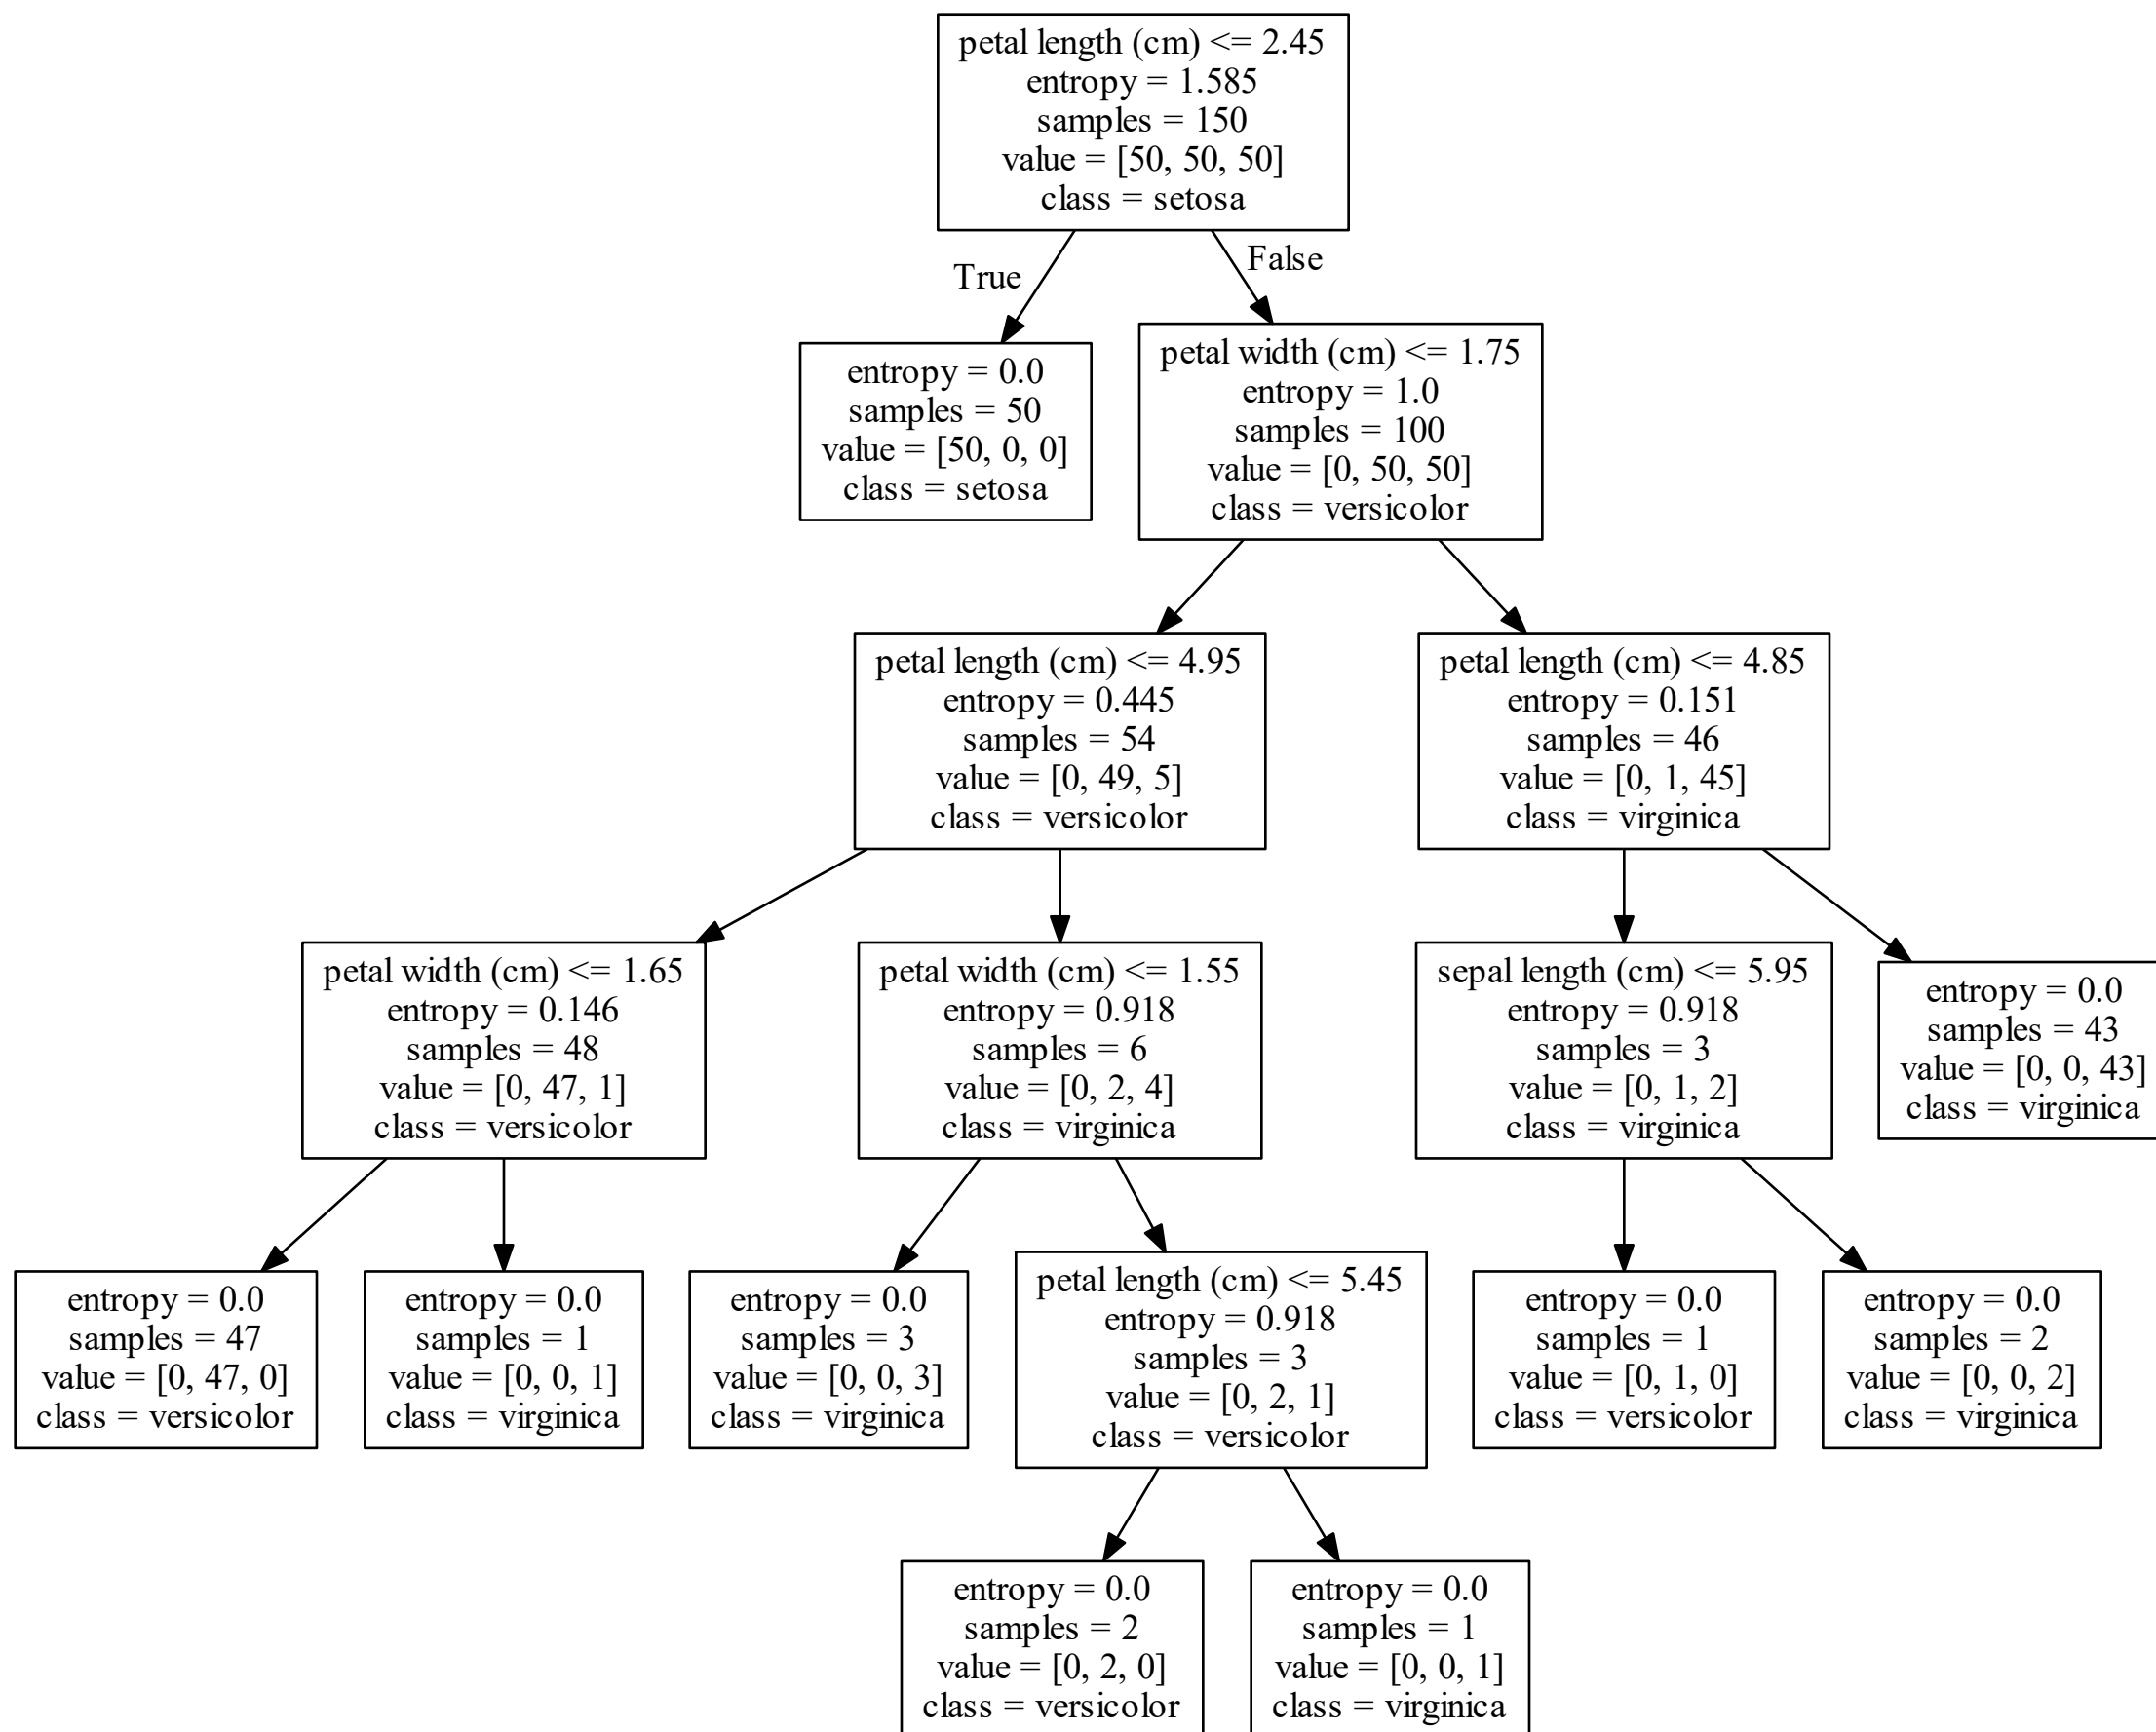 petal length (cm) <= 2.45
entropy = 1.585
samples = 150
value = [50, 50, 50]
class = setosa
True
False
entropy = 0.0
samples = 50
value = [50, 0, 0]
class = setosa
petal width (cm) <= 1.75
entropy = 1.0
samples = 100
value = [0, 50, 50]
class = versicolor
petal length (cm) <= 4.95
entropy = 0.445
samples = 54
value = [0, 49, 5]
class = versicolor
petal length (cm) <= 4.85
entropy = 0.151
samples = 46
value = [0, 1, 45]
class = virginica
petal width (cm) <= 1.65
entropy = 0.146
samples = 48
value = [0, 47, 1]
class = versicolor
petal width (cm) <= 1.55
entropy = 0.918
samples = 6
value = [0, 2, 4]
class = virginica
sepal length (cm) <= 5.95
entropy = 0.918
samples = 3
value = [0, 1, 2]
class = virginica
entropy = 0.0
samples = 43
value = [0, 0, 43]
class = virginica
entropy = 0.0
samples = 47
value = [0, 47, 0]
class = versicolor
entropy = 0.0
samples = 1
value = [0, 0, 1]
class = virginica
entropy = 0.0
samples = 3
value = [0, 0, 3]
class = virginica
petal length (cm) <= 5.45
entropy = 0.918
samples = 3
value = [0, 2, 1]
class = versicolor
entropy = 0.0
samples = 1
value = [0, 1, 0]
class = versicolor
entropy = 0.0
samples = 2
value = [0, 0, 2]
class = virginica
entropy = 0.0
samples = 2
value = [0, 2, 0]
class = versicolor
entropy = 0.0
samples = 1
value = [0, 0, 1]
class = virginica